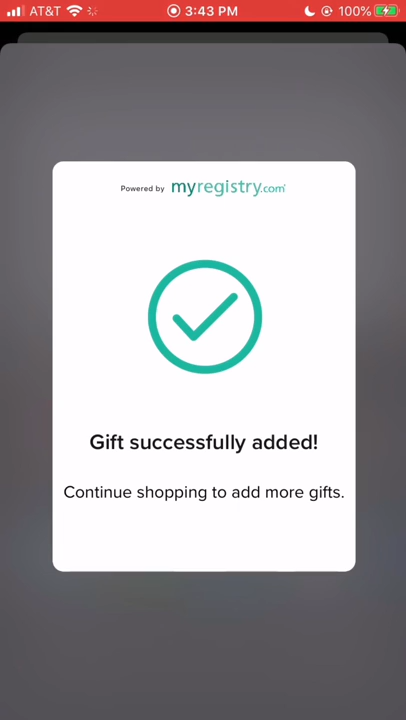 AT&T 3:43 PM 100%
Powered by myregistry.com
Gift successfully added!
Continue shopping to add more gifts.